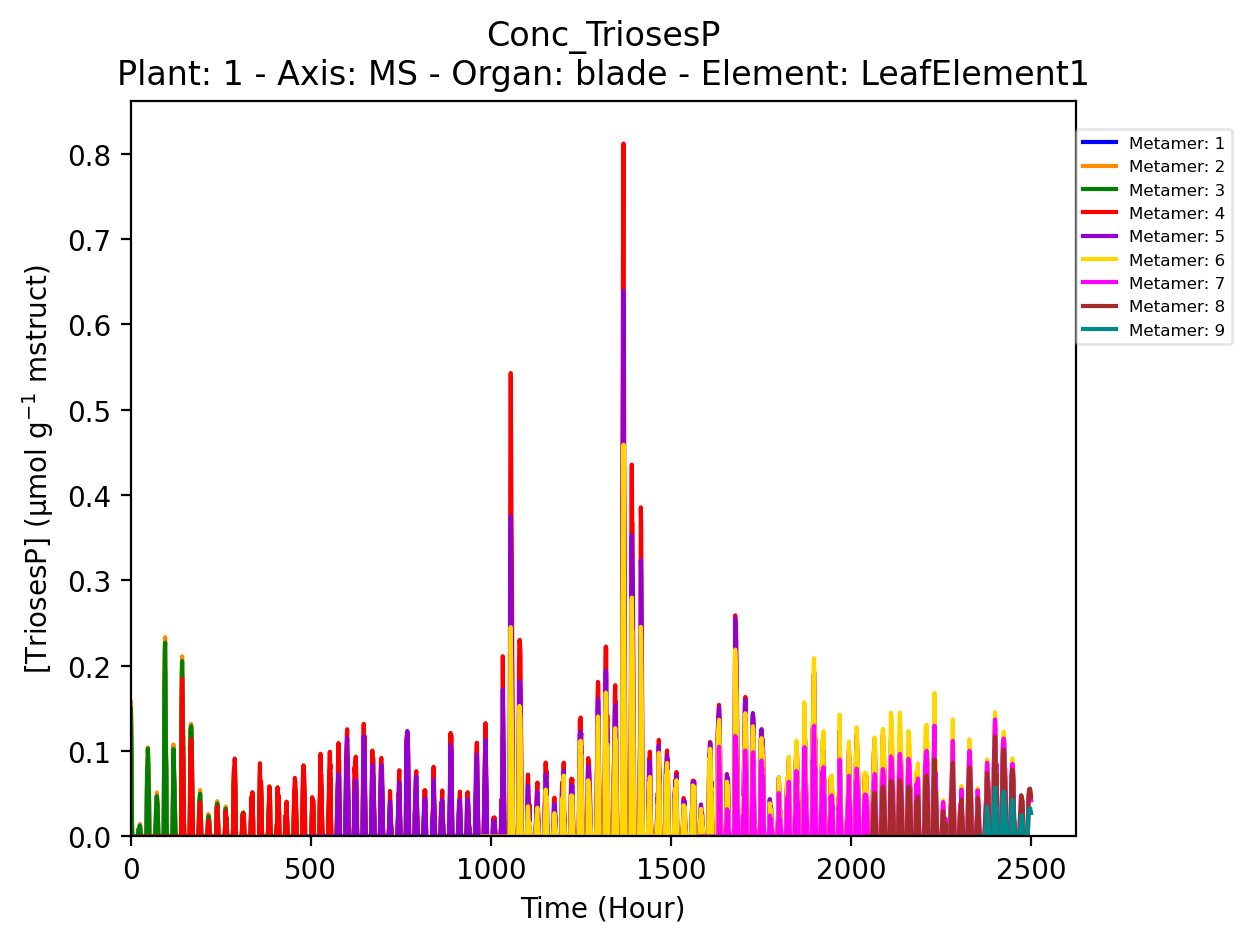 Conc_TriosesP
Plant: 1 - Axis: MS - Organ: blade - Element: LeafElement1
[TriosesP] (µmol g⁻¹ mstruct)
0.8
0.7
0.6
0.5
0.4
0.3
0.2
0.1
0.0
0 500 1000 1500 2000 2500
Time (Hour)
Metamer: 1
Metamer: 2
Metamer: 3
Metamer: 4
Metamer: 5
Metamer: 6
Metamer: 7
Metamer: 8
Metamer: 9